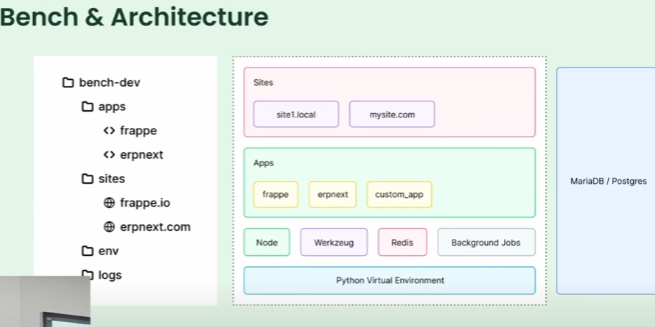 Bench & Architecture
bench-dev
apps
<> frappe
<> erpnext
sites
frappe.io
erpnext.com
env
logs
Sites
site1.local
mysite.com
Apps
frappe
erpnext
custom_app
Node
Werkzeug
Redis
Background Jobs
Python Virtual Environment
MariaDB / Postgres